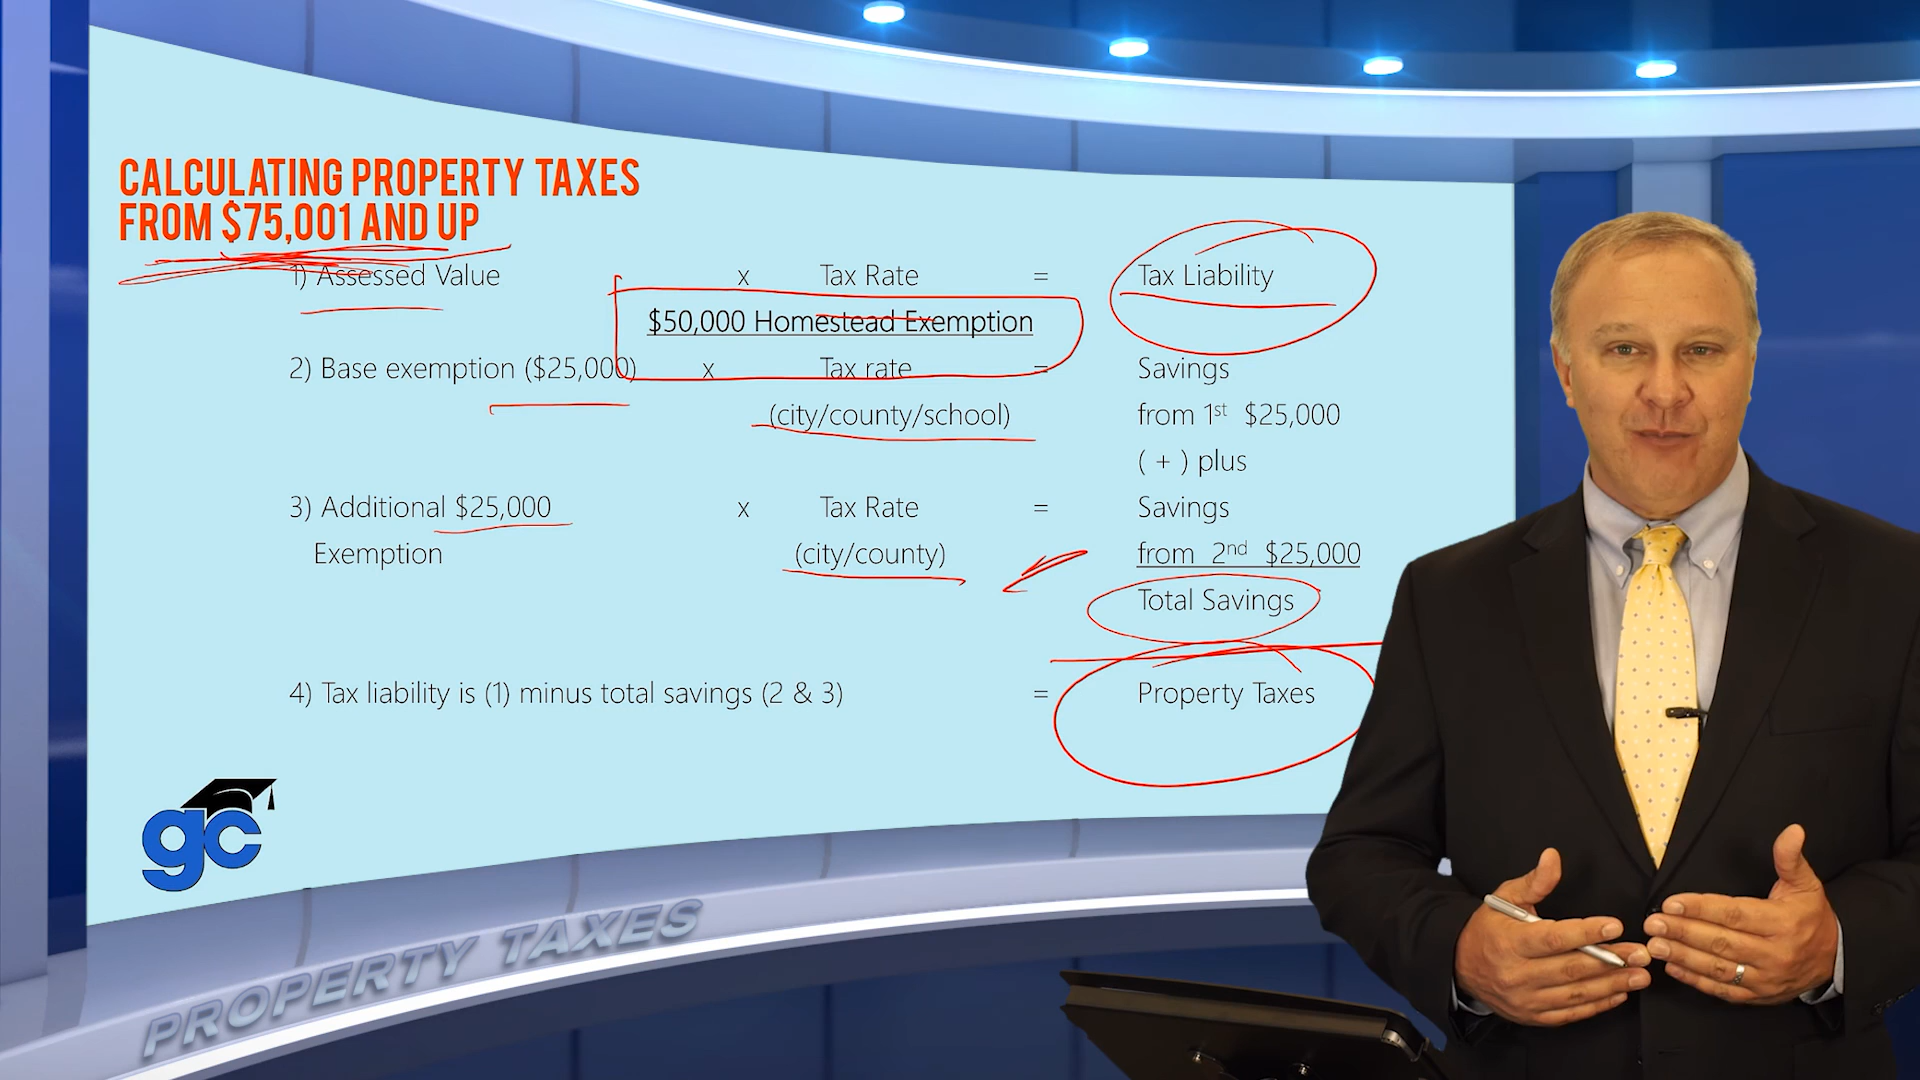 CALCULATING PROPERTY TAXES
FROM $75,001 AND UP
1) Assessed Value x Tax Rate = Tax Liability
$50,000 Homestead Exemption
2) Base exemption ($25,000) x Tax rate = Savings
(city/county/school) from 1st $25,000
( + ) plus
3) Additional $25,000 x Tax Rate = Savings
Exemption (city/county) from 2nd $25,000
Total Savings
4) Tax liability is (1) minus total savings (2 & 3) = Property Taxes
gc
PROPERTY TAXES